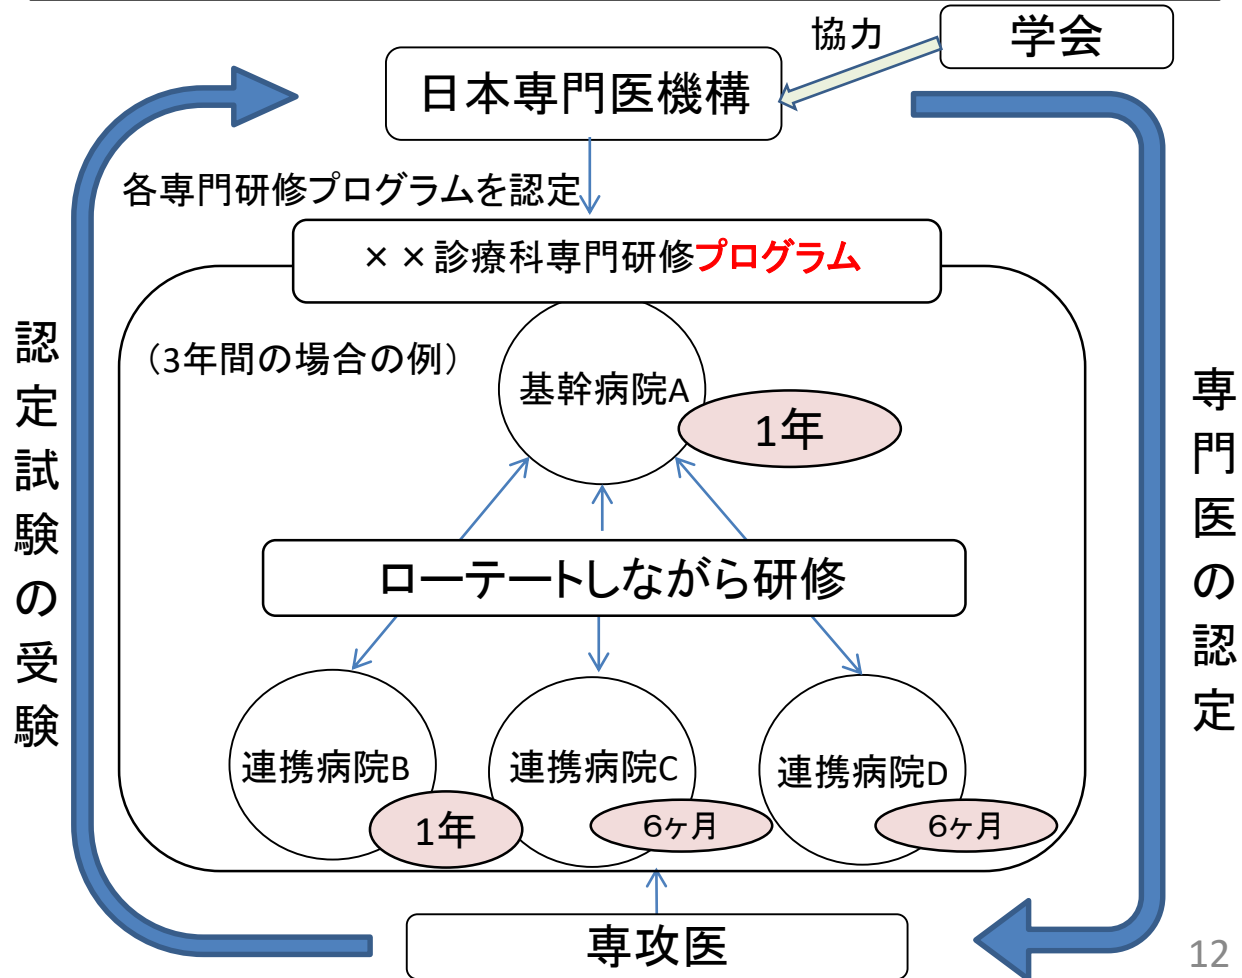 協力
学会
日本専門医機構
各専門研修プログラムを認定
××診療科専門研修プログラム
（3年間の場合の例）
基幹病院A
1年
認定試験の受験
専門医の認定
ローテートしながら研修
連携病院B
1年
連携病院C
６ヶ月
連携病院D
６ヶ月
専攻医
12